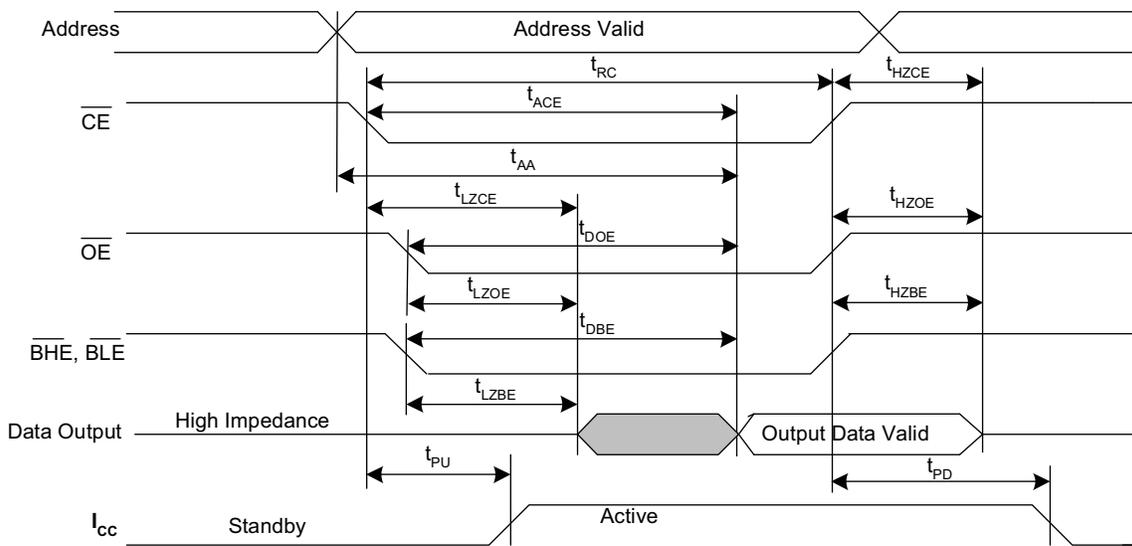 Address
Address Valid
tRC
tHZCE
tACE
CE
tAA
tLZCE
tHZOE
OE
tDOE
tLZOE
tHZBE
tDBE
BHE, BLE
tLZBE
Data Output
High Impedance
Output Data Valid
tPU
tPD
ICC
Standby
Active